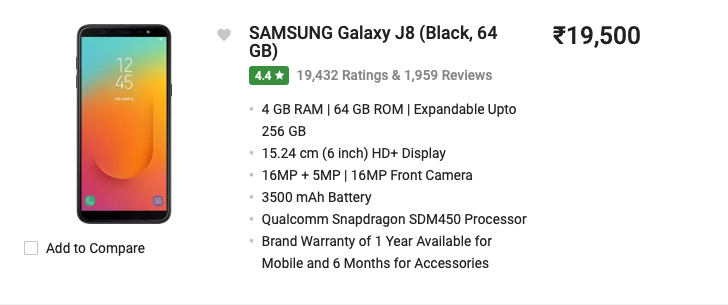 SAMSUNG Galaxy J8 (Black, 64
GB)
₹19,500
4.4 ★ 19,432 Ratings & 1,959 Reviews
12
45
• 4 GB RAM | 64 GB ROM | Expandable Upto
256 GB
• 15.24 cm (6 inch) HD+ Display
• 16MP + 5MP | 16MP Front Camera
• 3500 mAh Battery
• Qualcomm Snapdragon SDM450 Processor
• Brand Warranty of 1 Year Available for
Mobile and 6 Months for Accessories
Add to Compare